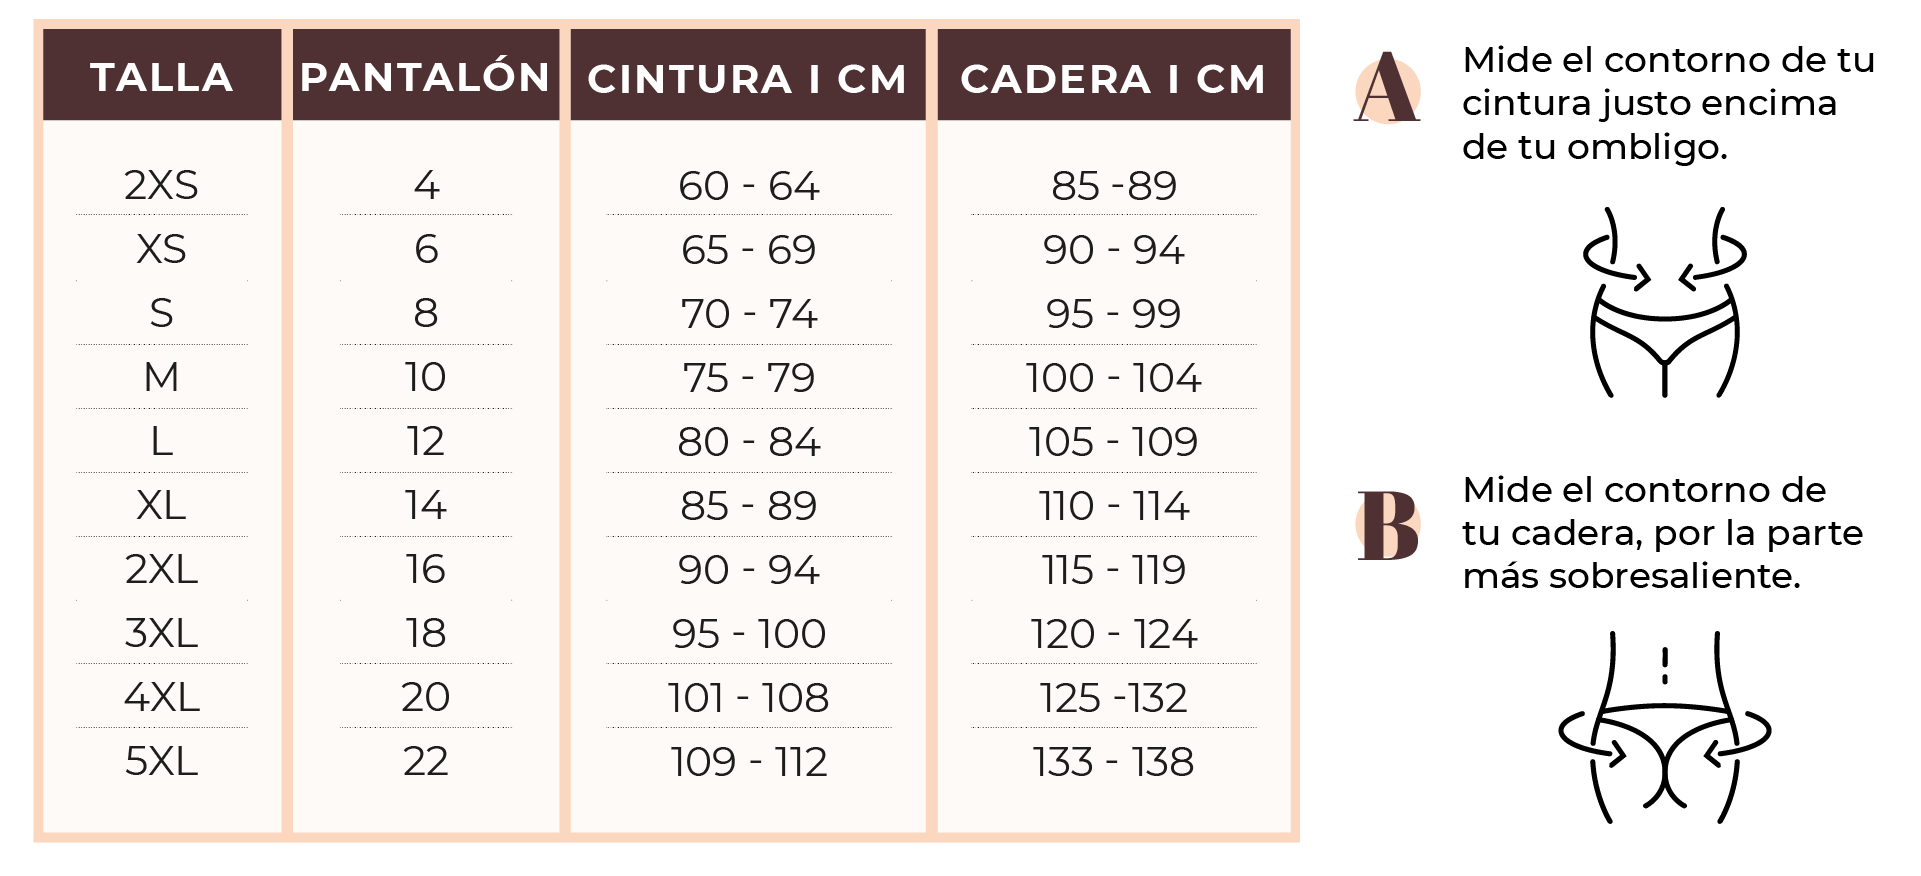 TALLA PANTALÓN CINTURA I CM CADERA I CM
2XS 4 60 - 64 85 -89
XS 6 65 - 69 90 - 94
S 8 70 - 74 95 - 99
M 10 75 - 79 100 - 104
L 12 80 - 84 105 - 109
XL 14 85 - 89 110 - 114
2XL 16 90 - 94 115 - 119
3XL 18 95 - 100 120 - 124
4XL 20 101 - 108 125 -132
5XL 22 109 - 112 133 - 138
A
Mide el contorno de tu
cintura justo encima
de tu ombligo.
B
Mide el contorno de
tu cadera, por la parte
más sobresaliente.